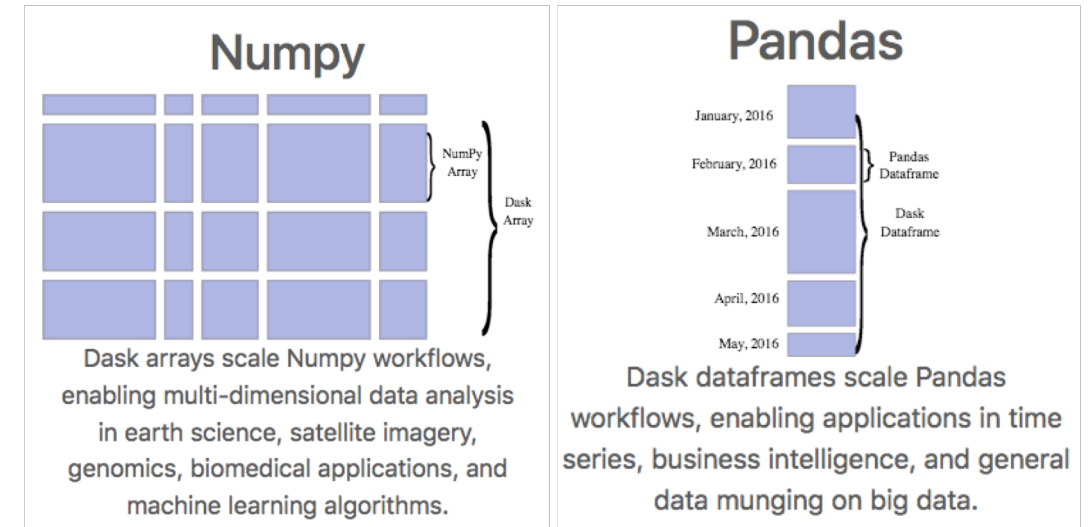 Numpy
NumPy
Array
Dask
Array
Dask arrays scale Numpy workflows,
enabling multi-dimensional data analysis
in earth science, satellite imagery,
genomics, biomedical applications, and
machine learning algorithms.
Pandas
January, 2016
February, 2016
Pandas
Dataframe
March, 2016
Dask
Dataframe
April, 2016
May, 2016
Dask dataframes scale Pandas
workflows, enabling applications in time
series, business intelligence, and general
data munging on big data.